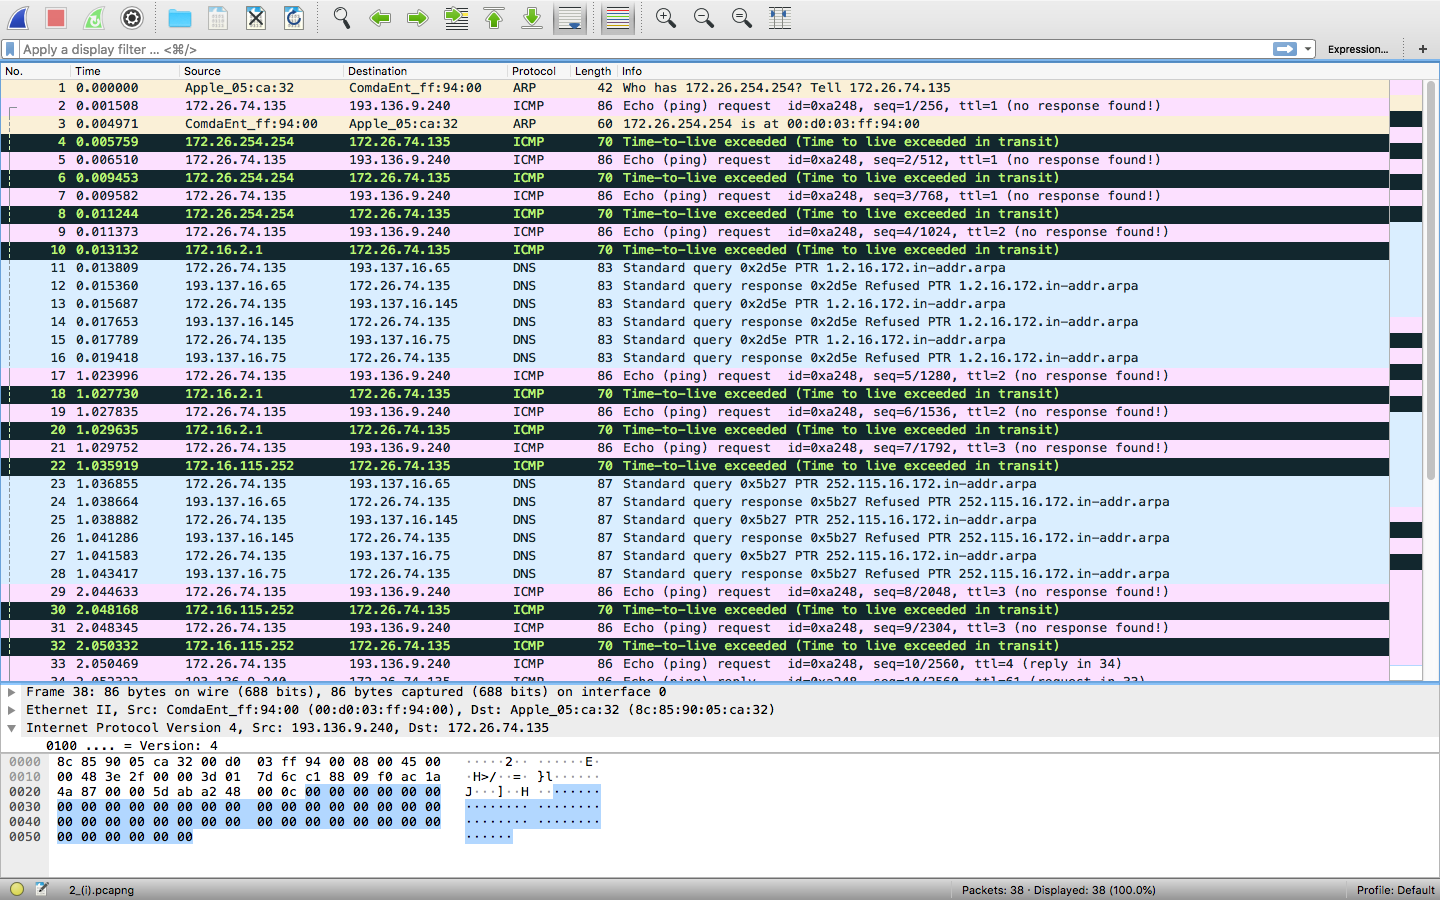 Apply a display filter ... <⌘/>
Expression...
+
No. Time Source Destination Protocol Length Info
1 0.000000 Apple_05:ca:32 ComdaEnt_ff:94:00 ARP 42 Who has 172.26.254.254? Tell 172.26.74.135
2 0.001508 172.26.74.135 193.136.9.240 ICMP 86 Echo (ping) request id=0xa248, seq=1/256, ttl=1 (no response found!)
3 0.004971 ComdaEnt_ff:94:00 Apple_05:ca:32 ARP 60 172.26.254.254 is at 00:d0:03:ff:94:00
4 0.005759 172.26.254.254 172.26.74.135 ICMP 70 Time-to-live exceeded (Time to live exceeded in transit)
5 0.006510 172.26.74.135 193.136.9.240 ICMP 86 Echo (ping) request id=0xa248, seq=2/512, ttl=1 (no response found!)
6 0.009453 172.26.254.254 172.26.74.135 ICMP 70 Time-to-live exceeded (Time to live exceeded in transit)
7 0.009582 172.26.74.135 193.136.9.240 ICMP 86 Echo (ping) request id=0xa248, seq=3/768, ttl=1 (no response found!)
8 0.011244 172.26.254.254 172.26.74.135 ICMP 70 Time-to-live exceeded (Time to live exceeded in transit)
9 0.011373 172.26.74.135 193.136.9.240 ICMP 86 Echo (ping) request id=0xa248, seq=4/1024, ttl=2 (no response found!)
10 0.013132 172.16.2.1 172.26.74.135 ICMP 70 Time-to-live exceeded (Time to live exceeded in transit)
11 0.013809 172.26.74.135 193.137.16.65 DNS 83 Standard query 0x2d5e PTR 1.2.16.172.in-addr.arpa
12 0.015360 193.137.16.65 172.26.74.135 DNS 83 Standard query response 0x2d5e Refused PTR 1.2.16.172.in-addr.arpa
13 0.015687 172.26.74.135 193.137.16.145 DNS 83 Standard query 0x2d5e PTR 1.2.16.172.in-addr.arpa
14 0.017653 193.137.16.145 172.26.74.135 DNS 83 Standard query response 0x2d5e Refused PTR 1.2.16.172.in-addr.arpa
15 0.017789 172.26.74.135 193.137.16.75 DNS 83 Standard query 0x2d5e PTR 1.2.16.172.in-addr.arpa
16 0.019418 193.137.16.75 172.26.74.135 DNS 83 Standard query response 0x2d5e Refused PTR 1.2.16.172.in-addr.arpa
17 1.023996 172.26.74.135 193.136.9.240 ICMP 86 Echo (ping) request id=0xa248, seq=5/1280, ttl=2 (no response found!)
18 1.027730 172.16.2.1 172.26.74.135 ICMP 70 Time-to-live exceeded (Time to live exceeded in transit)
19 1.027835 172.26.74.135 193.136.9.240 ICMP 86 Echo (ping) request id=0xa248, seq=6/1536, ttl=2 (no response found!)
20 1.029635 172.16.2.1 172.26.74.135 ICMP 70 Time-to-live exceeded (Time to live exceeded in transit)
21 1.029752 172.26.74.135 193.136.9.240 ICMP 86 Echo (ping) request id=0xa248, seq=7/1792, ttl=3 (no response found!)
22 1.035919 172.16.115.252 172.26.74.135 ICMP 70 Time-to-live exceeded (Time to live exceeded in transit)
23 1.036855 172.26.74.135 193.137.16.65 DNS 87 Standard query 0x5b27 PTR 252.115.16.172.in-addr.arpa
24 1.038664 193.137.16.65 172.26.74.135 DNS 87 Standard query response 0x5b27 Refused PTR 252.115.16.172.in-addr.arpa
25 1.038882 172.26.74.135 193.137.16.145 DNS 87 Standard query 0x5b27 PTR 252.115.16.172.in-addr.arpa
26 1.041286 193.137.16.145 172.26.74.135 DNS 87 Standard query response 0x5b27 Refused PTR 252.115.16.172.in-addr.arpa
27 1.041583 172.26.74.135 193.137.16.75 DNS 87 Standard query 0x5b27 PTR 252.115.16.172.in-addr.arpa
28 1.043417 193.137.16.75 172.26.74.135 DNS 87 Standard query response 0x5b27 Refused PTR 252.115.16.172.in-addr.arpa
29 2.044633 172.26.74.135 193.136.9.240 ICMP 86 Echo (ping) request id=0xa248, seq=8/2048, ttl=3 (no response found!)
30 2.048168 172.16.115.252 172.26.74.135 ICMP 70 Time-to-live exceeded (Time to live exceeded in transit)
31 2.048345 172.26.74.135 193.136.9.240 ICMP 86 Echo (ping) request id=0xa248, seq=9/2304, ttl=3 (no response found!)
32 2.050332 172.16.115.252 172.26.74.135 ICMP 70 Time-to-live exceeded (Time to live exceeded in transit)
33 2.050469 172.26.74.135 193.136.9.240 ICMP 86 Echo (ping) request id=0xa248, seq=10/2560, ttl=4 (reply in 34)
Frame 38: 86 bytes on wire (688 bits), 86 bytes captured (688 bits) on interface 0
Ethernet II, Src: ComdaEnt_ff:94:00 (00:d0:03:ff:94:00), Dst: Apple_05:ca:32 (8c:85:90:05:ca:32)
Internet Protocol Version 4, Src: 193.136.9.240, Dst: 172.26.74.135
0100 .... = Version: 4
0000 8c 85 90 05 ca 32 00 d0 03 ff 94 00 08 00 45 00 ·····2·· ······E·
0010 00 48 3e 2f 00 00 3d 01 7d 6c c1 88 09 f0 ac 1a ·H>/··=· }l······
0020 4a 87 00 00 5d ab a2 48 00 0c 00 00 00 00 00 00 J···]··H ········
0030 00 00 00 00 00 00 00 00 00 00 00 00 00 00 00 00 ········ ········
0040 00 00 00 00 00 00 00 00 00 00 00 00 00 00 00 00 ········ ········
0050 00 00 00 00 00 00 ······
2_(i).pcapng Packets: 38 · Displayed: 38 (100.0%) Profile: Default